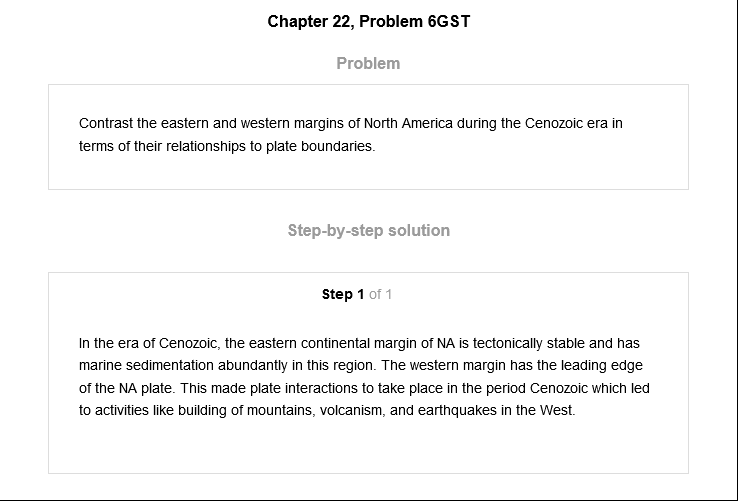 Chapter 22, Problem 6GST
Problem
Contrast the eastern and western margins of North America during the Cenozoic era in
terms of their relationships to plate boundaries.
Step-by-step solution
Step 1 of 1
In the era of Cenozoic, the eastern continental margin of NA is tectonically stable and has
marine sedimentation abundantly in this region. The western margin has the leading edge
of the NA plate. This made plate interactions to take place in the period Cenozoic which led
to activities like building of mountains, volcanism, and earthquakes in the West.